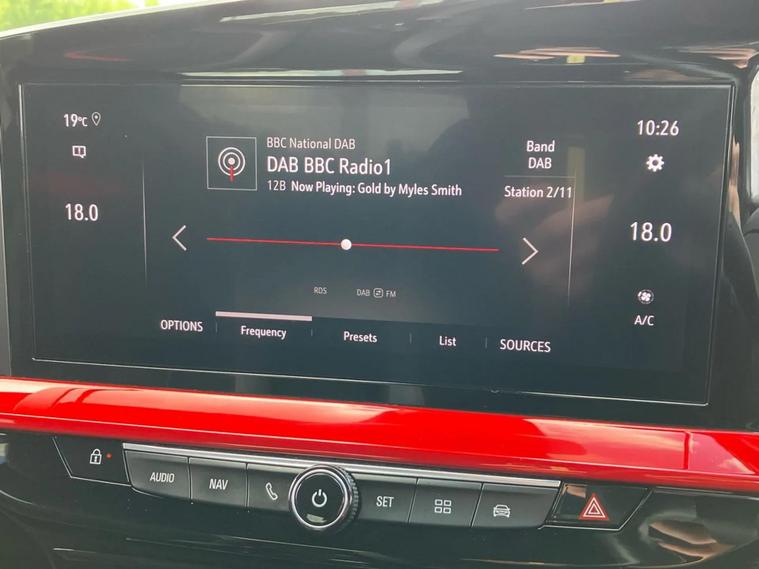 19°C
10:26
BBC National DAB
DAB BBC Radio1
12B Now Playing: Gold by Myles Smith
Band
DAB
Station 2/11
18.0
18.0
RDS
DAB FM
A/C
OPTIONS
Frequency
Presets
List
SOURCES
AUDIO
NAV
SET